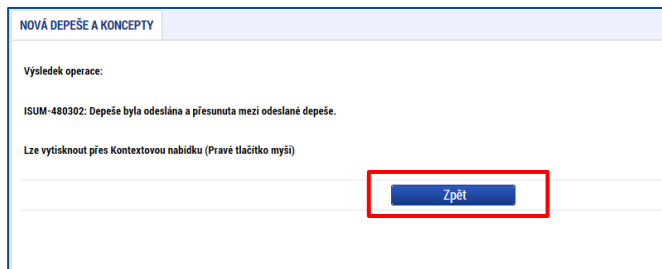 NOVÁ DEPEŠE A KONCEPTY
Výsledek operace:
ISUM-480302: Depeše byla odeslána a přesunuta mezi odeslané depeše.
Lze vytisknout přes Kontextovou nabídku (Pravé tlačítko myši)
Zpět